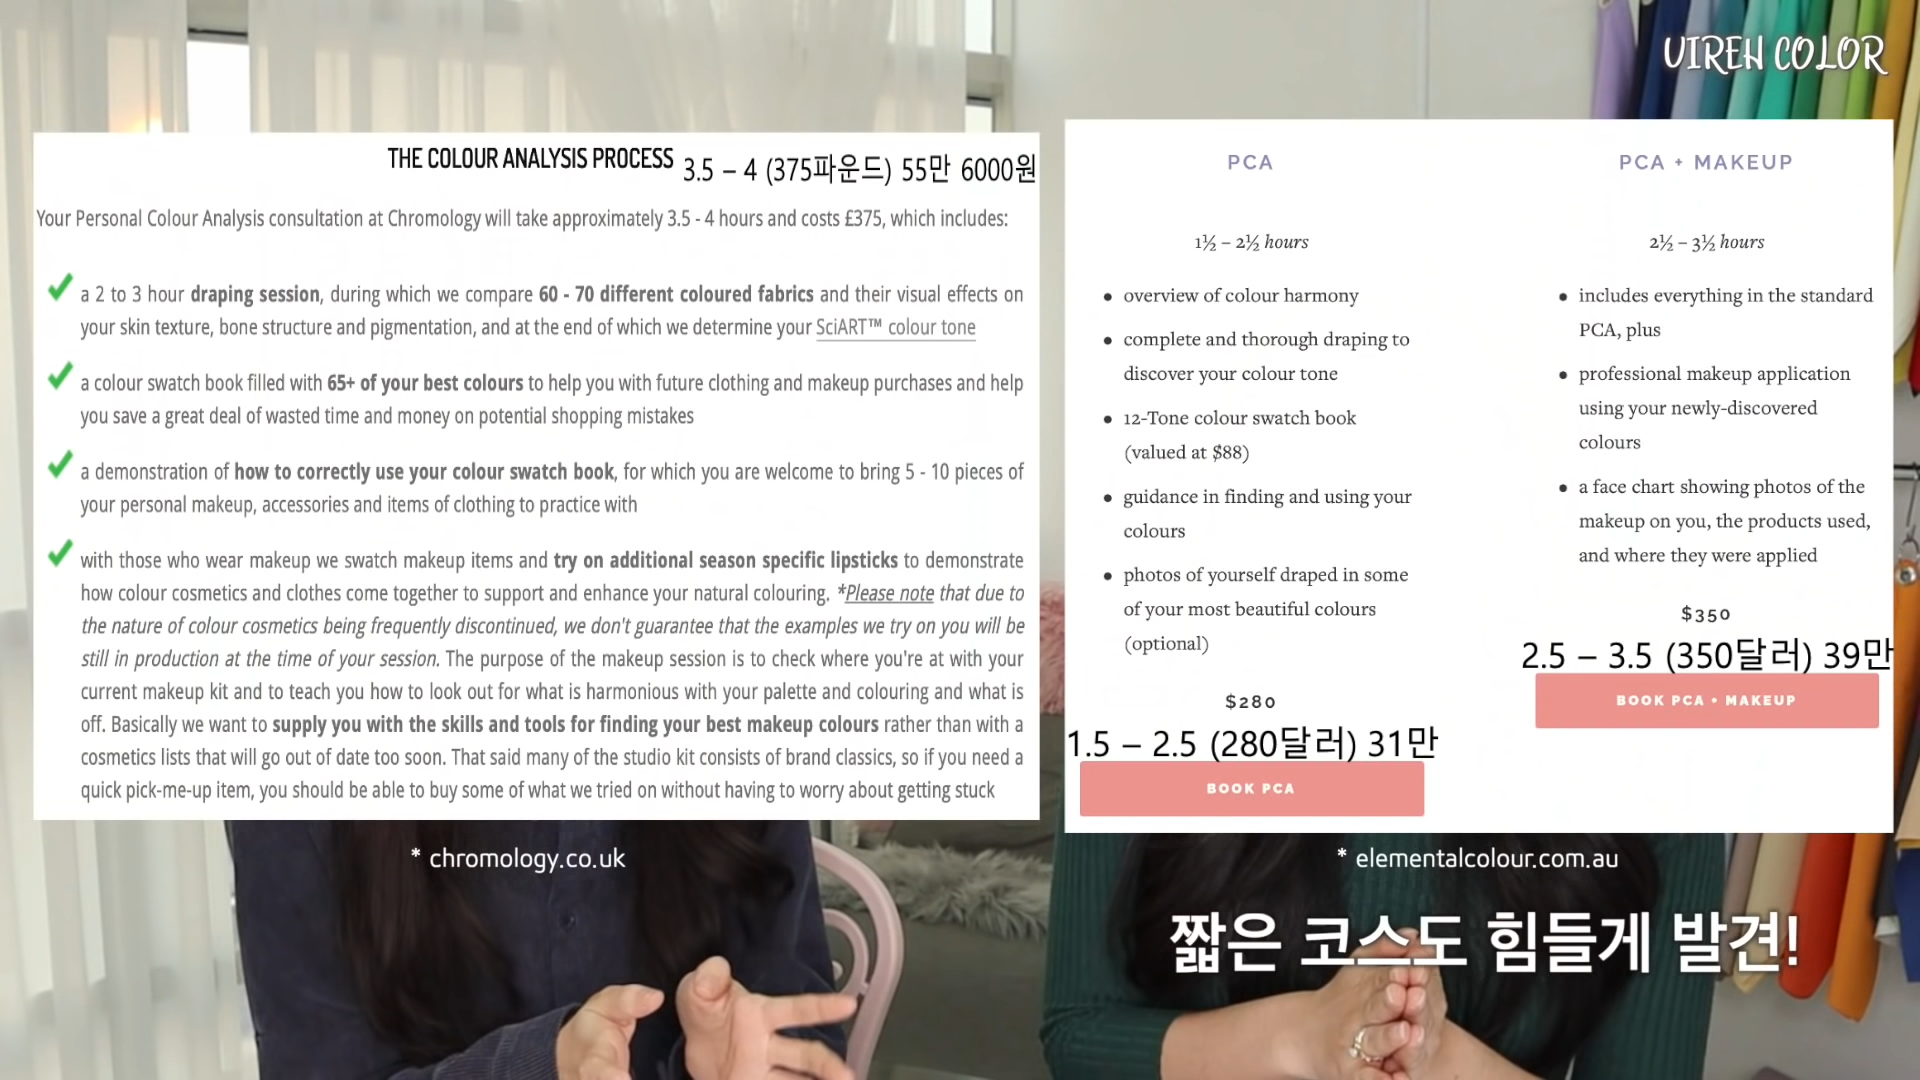 VIREH COLOR
THE COLOUR ANALYSIS PROCESS
3.5 – 4 (375파운드) 55만 6000원
Your Personal Colour Analysis consultation at Chromology will take approximately 3.5 - 4 hours and costs £375, which includes:
a 2 to 3 hour draping session, during which we compare 60 - 70 different coloured fabrics and their visual effects on
your skin texture, bone structure and pigmentation, and at the end of which we determine your SciART™ colour tone
a colour swatch book filled with 65+ of your best colours to help you with future clothing and makeup purchases and help
you save a great deal of wasted time and money on potential shopping mistakes
a demonstration of how to correctly use your colour swatch book, for which you are welcome to bring 5 - 10 pieces of
your personal makeup, accessories and items of clothing to practice with
with those who wear makeup we swatch makeup items and try on additional season specific lipsticks to demonstrate
how colour cosmetics and clothes come together to support and enhance your natural colouring. *Please note that due to
the nature of colour cosmetics being frequently discontinued, we don't guarantee that the examples we try on you will be
still in production at the time of your session. The purpose of the makeup session is to check where you're at with your
current makeup kit and to teach you how to look out for what is harmonious with your palette and colouring and what is
off. Basically we want to supply you with the skills and tools for finding your best makeup colours rather than with a
cosmetics lists that will go out of date too soon. That said many of the studio kit consists of brand classics, so if you need a
quick pick-me-up item, you should be able to buy some of what we tried on without having to worry about getting stuck
* chromology.co.uk
PCA
1½ – 2½ hours
• overview of colour harmony
• complete and thorough draping to
discover your colour tone
• 12-Tone colour swatch book
(valued at $88)
• guidance in finding and using your
colours
• photos of yourself draped in some
of your most beautiful colours
(optional)
$280
1.5 – 2.5 (280달러) 31만
BOOK PCA
PCA + MAKEUP
2½ – 3½ hours
• includes everything in the standard
PCA, plus
• professional makeup application
using your newly-discovered
colours
• a face chart showing photos of the
makeup on you, the products used,
and where they were applied
$350
2.5 – 3.5 (350달러) 39만
BOOK PCA + MAKEUP
* elementalcolour.com.au
짧은 코스도 힘들게 발견!